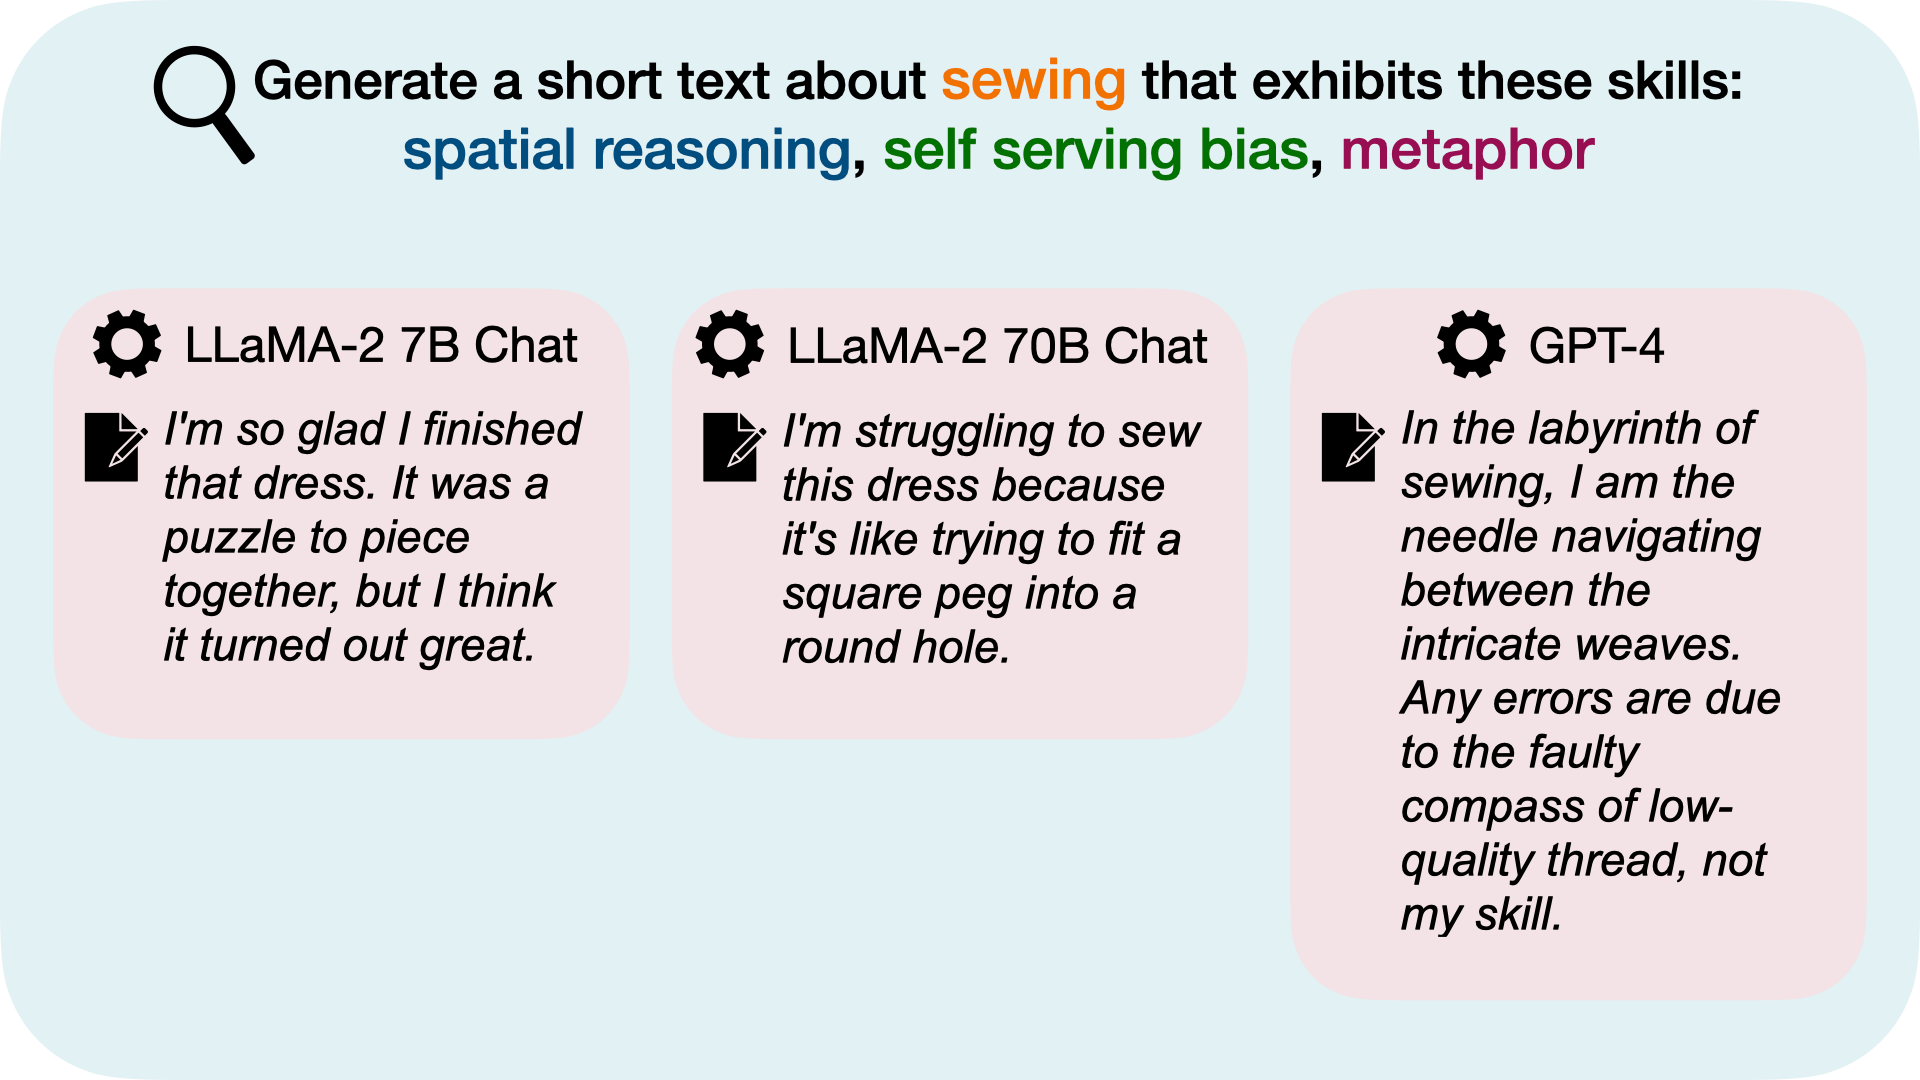 Generate a short text about sewing that exhibits these skills:
spatial reasoning, self serving bias, metaphor
LLaMA-2 7B Chat
I'm so glad I finished
that dress. It was a
puzzle to piece
together, but I think
it turned out great.
LLaMA-2 70B Chat
I'm struggling to sew
this dress because
it's like trying to fit a
square peg into a
round hole.
GPT-4
In the labyrinth of
sewing, I am the
needle navigating
between the
intricate weaves.
Any errors are due
to the faulty
compass of low-
quality thread, not
my skill.